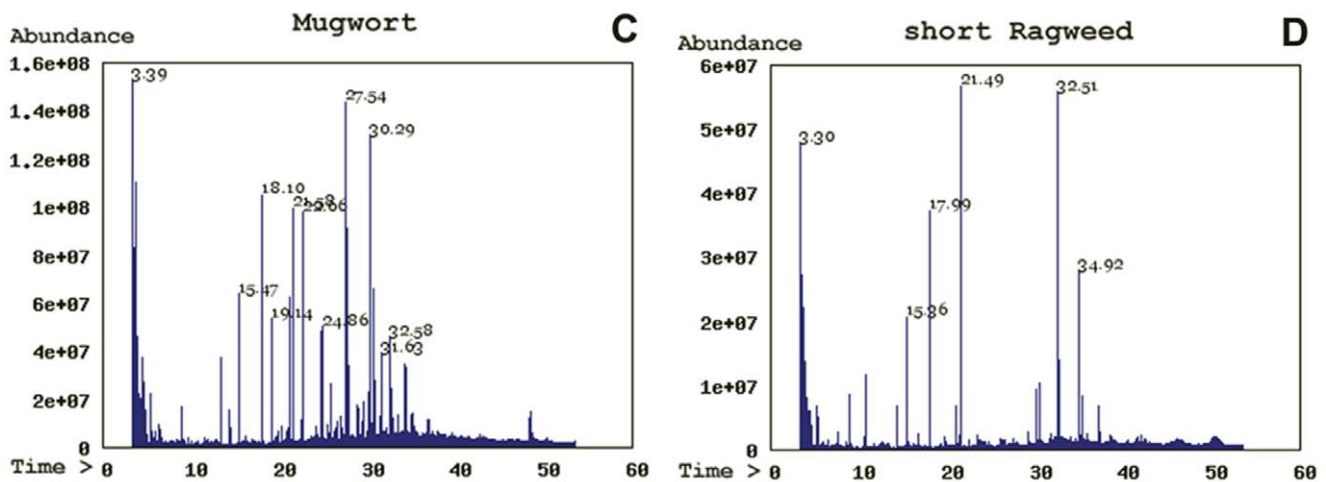 Mugwort
C
Abundance
1.6e+08
1.4e+08
1.2e+08
1e+08
8e+07
6e+07
4e+07
2e+07
0
3.39
27.54
30.29
18.10
15.47
19.14
24.86
32.58
31.63
Time > 0 10 20 30 40 50 60
short Ragweed
D
Abundance
6e+07
5e+07
4e+07
3e+07
2e+07
1e+07
0
21.49
32.51
3.30
17.99
34.92
15.36
Time > 0 10 20 30 40 50 60